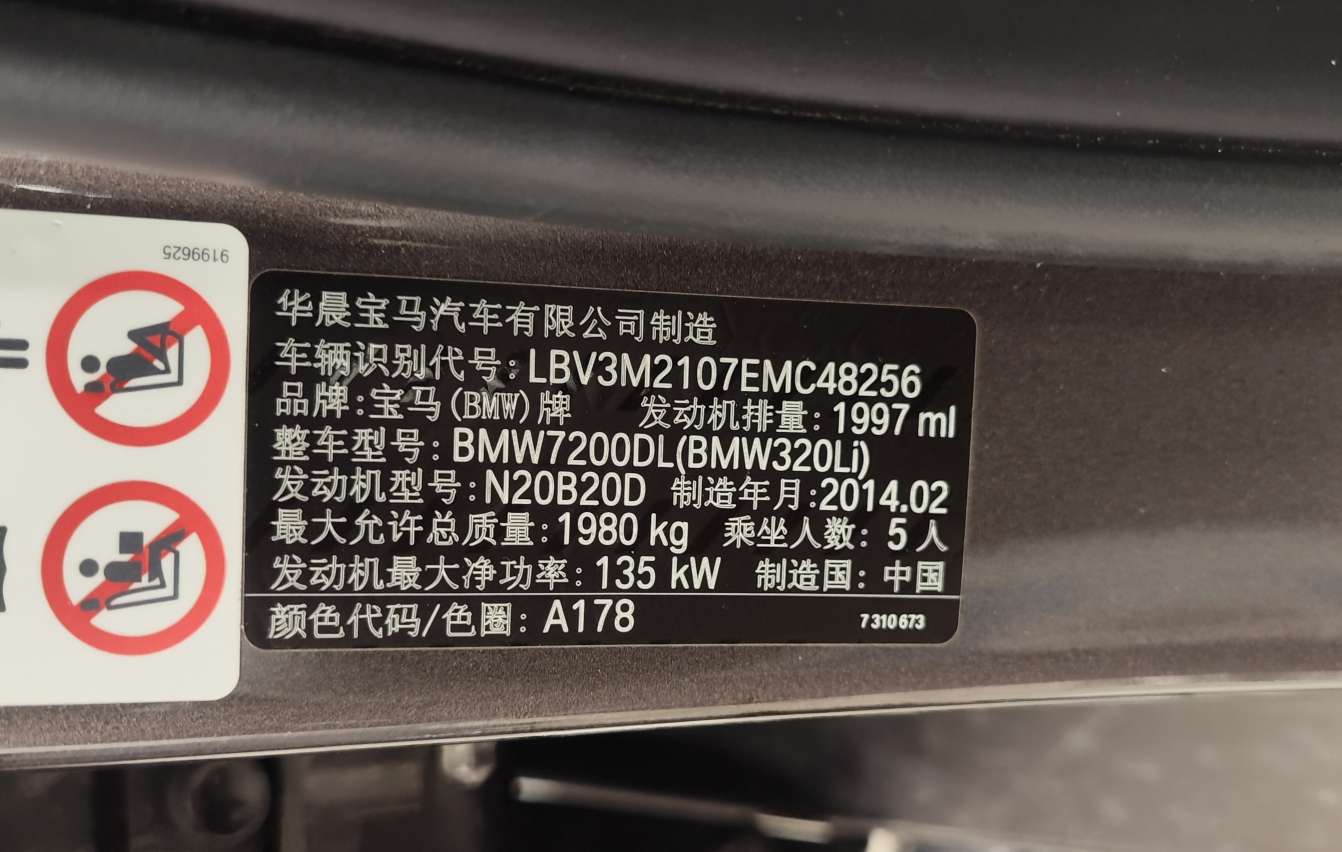 9199625
华晨宝马汽车有限公司制造
车辆识别代号:LBV3M2107EMC48256
品牌:宝马(BMW)牌 发动机排量:1997 ml
整车型号:BMW7200DL(BMW320Li)
发动机型号:N20B20D 制造年月:2014.02
最大允许总质量:1980 kg 乘坐人数:5人
发动机最大净功率:135 kW 制造国:中国
颜色代码/色圈:A178 7 310 673